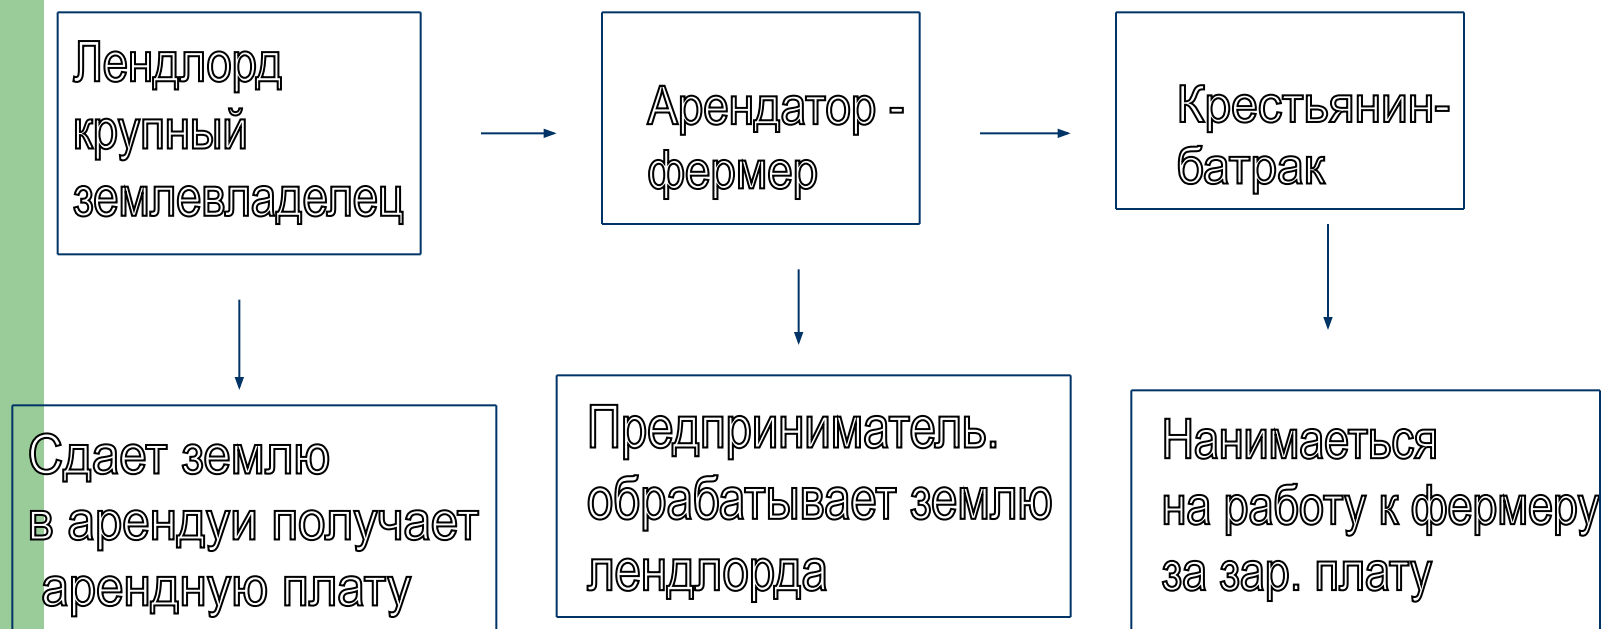 Лендлорд
крупный
землевладелец
Арендатор -
фермер
Крестьянин-
батрак
Сдает землю
в арендуи получает
арендную плату
Предприниматель.
обрабатывает землю
лендлорда
Нанимаеться
на работу к фермеру
за зар. плату